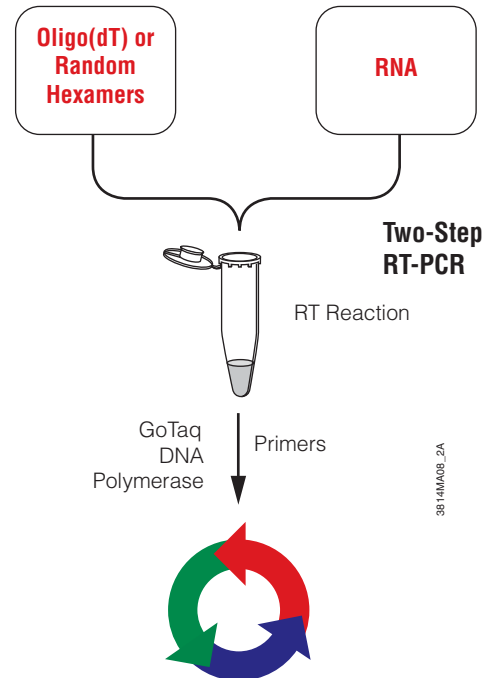 Oligo(dT) or
Random
Hexamers
RNA
Two-Step
RT-PCR
RT Reaction
GoTaq
DNA
Polymerase
Primers
3814MA08_2A